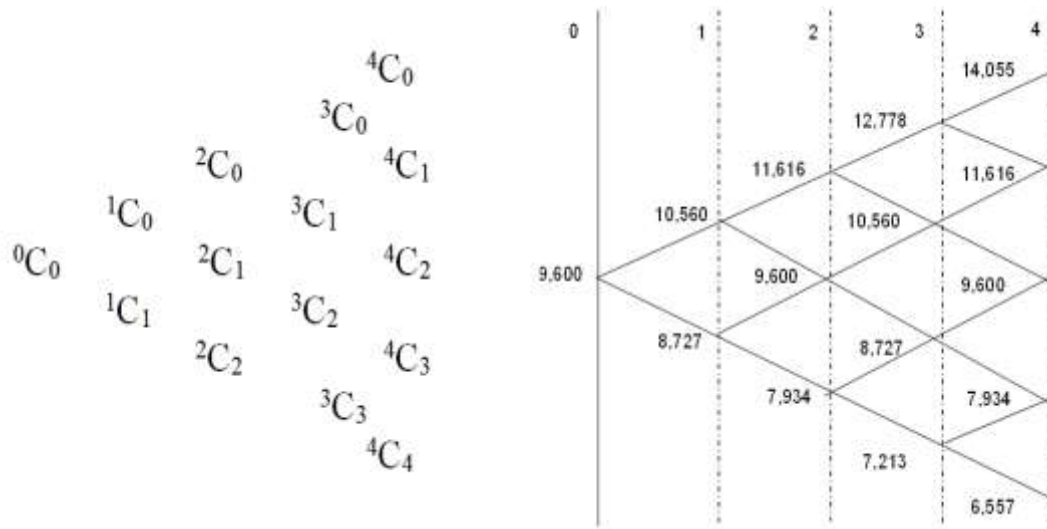 ⁴C₀
³C₀
²C₀
⁴C₁
¹C₀
³C₁
⁰C₀
²C₁
⁴C₂
¹C₁
³C₂
²C₂
⁴C₃
³C₃
⁴C₄
0 1 2 3 4
14,055
12,778
11,616 11,616
10,560 10,560
9,600 9,600 9,600
8,727 8,727
7,934 7,934
7,213
6,557